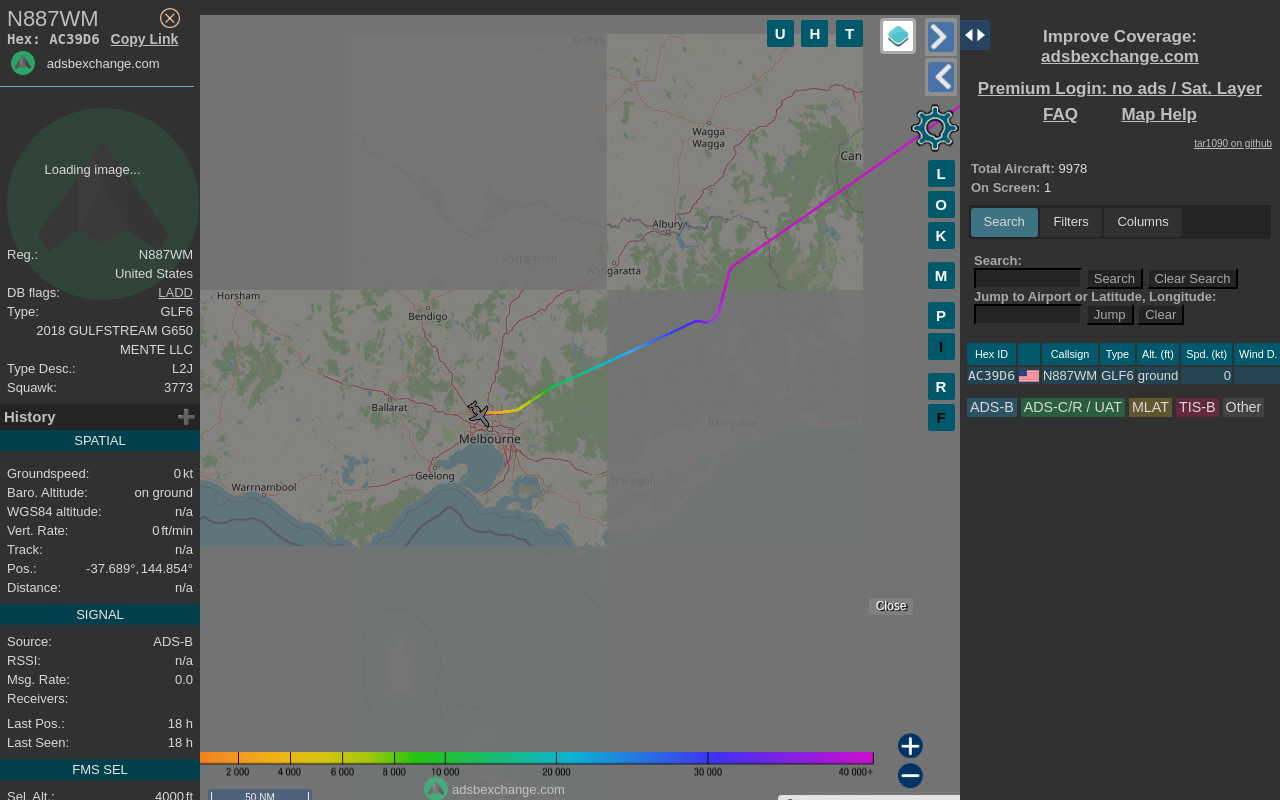 N887WM
Hex: AC39D6 Copy Link
adsbexchange.com
Loading image...
Reg.: N887WM
United States
DB flags: LADD
Type: GLF6
2018 GULFSTREAM G650
MENTE LLC
Type Desc.: L2J
Squawk: 3773
History
SPATIAL
Groundspeed: 0 kt
Baro. Altitude: on ground
WGS84 altitude: n/a
Vert. Rate: 0 ft/min
Track: n/a
Pos.: -37.689°, 144.854°
Distance: n/a
SIGNAL
Source: ADS-B
RSSI: n/a
Msg. Rate: 0.0
Receivers:
Last Pos.: 18 h
Last Seen: 18 h
FMS SEL
Sel. Alt.: 4000 ft
U H T
Griffith
Wagga
Wagga
Can
Albury
Shepparton
Wangaratta
Horsham
Bendigo
Ballarat
Melbourne
Bairnsdale
Geelong
Traralgon
Warrnambool
L
O
K
M
P
I
R
F
Close
2 000 4 000 6 000 8 000 10 000 20 000 30 000 40 000+
adsbexchange.com
50 NM
Improve Coverage:
adsbexchange.com
Premium Login: no ads / Sat. Layer
FAQ Map Help
tar1090 on github
Total Aircraft: 9978
On Screen: 1
Search Filters Columns
Search:
Search Clear Search
Jump to Airport or Latitude, Longitude:
Jump Clear
Hex ID Callsign Type Alt. (ft) Spd. (kt) Wind D.
AC39D6 N887WM GLF6 ground 0
ADS-B ADS-C/R / UAT MLAT TIS-B Other